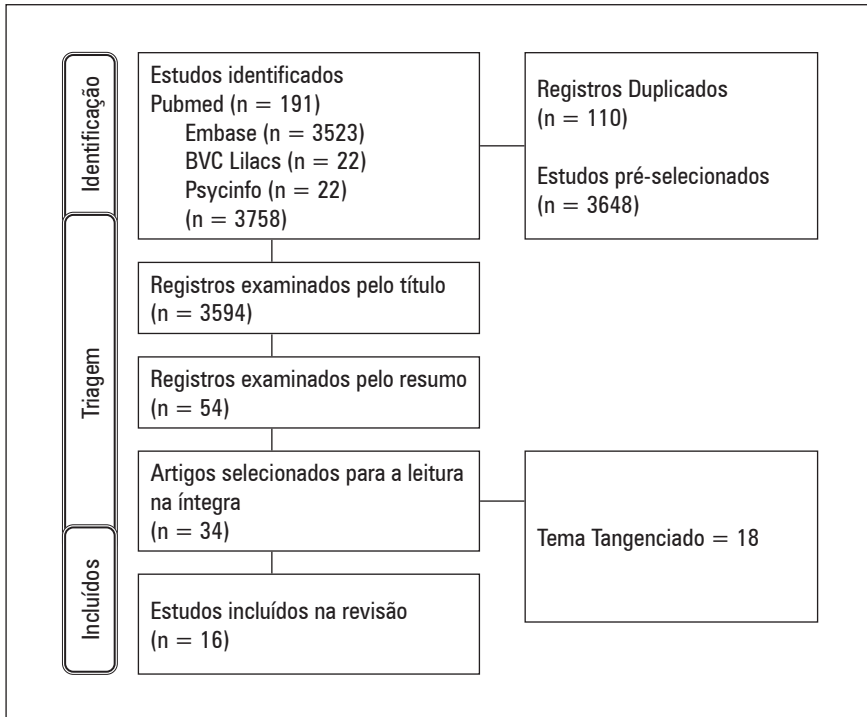 Identificação
Estudos identificados
Pubmed (n = 191)
Embase (n = 3523)
BVC Lilacs (n = 22)
Psycinfo (n = 22)
(n = 3758)
Registros Duplicados
(n = 110)
Estudos pré-selecionados
(n = 3648)
Triagem
Registros examinados pelo título
(n = 3594)
Registros examinados pelo resumo
(n = 54)
Artigos selecionados para a leitura
na íntegra
(n = 34)
Tema Tangenciado = 18
Incluídos
Estudos incluídos na revisão
(n = 16)